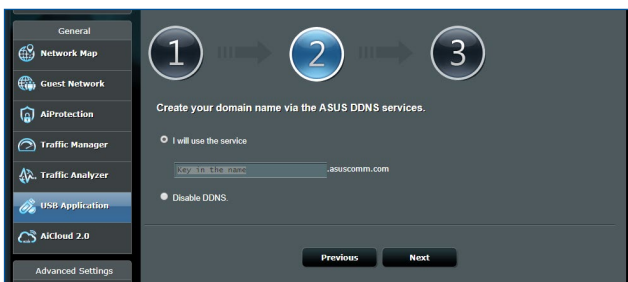 General
Network Map
Guest Network
AiProtection
Traffic Manager
Traffic Analyzer
USB Application
AiCloud 2.0
Advanced Settings
1
2
3
Create your domain name via the ASUS DDNS services.
I will use the service
key in the name .asuscomm.com
Disable DDNS.
Previous Next